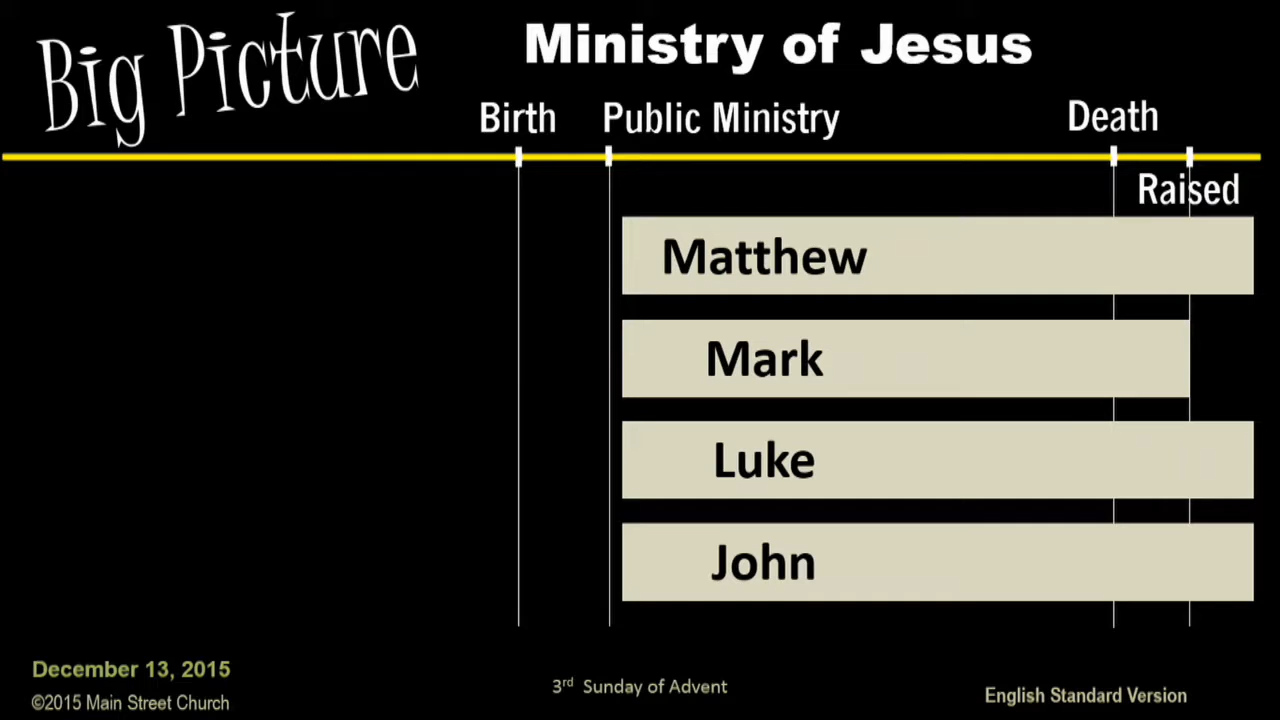 Big Picture
Ministry of Jesus
Birth
Public Ministry
Death
Raised
Matthew
Mark
Luke
John
December 13, 2015
©2015 Main Street Church
3rd Sunday of Advent
English Standard Version